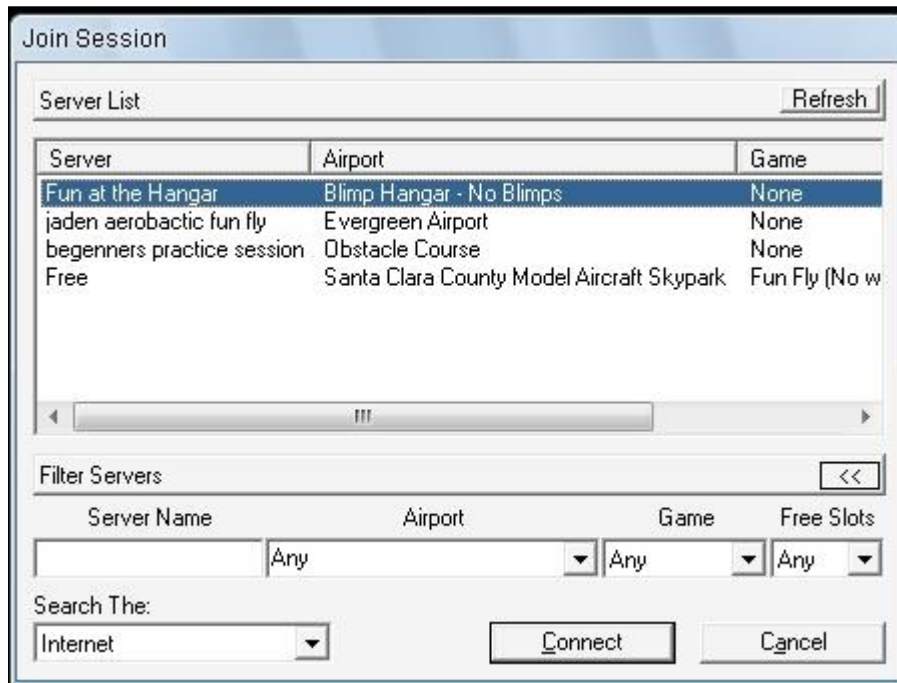 Join Session
Server List Refresh
Server Airport Game
Fun at the Hangar Blimp Hangar - No Blimps None
jaden aerobactic fun fly Evergreen Airport None
begenners practice session Obstacle Course None
Free Santa Clara County Model Aircraft Skypark Fun Fly (No w
Filter Servers <<
Server Name Airport Game Free Slots
Any Any Any
Search The:
Internet Connect Cancel